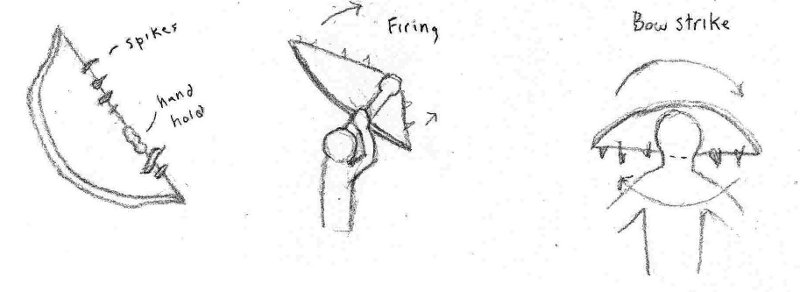 spikes
hand
hold
Firing
Bow strike